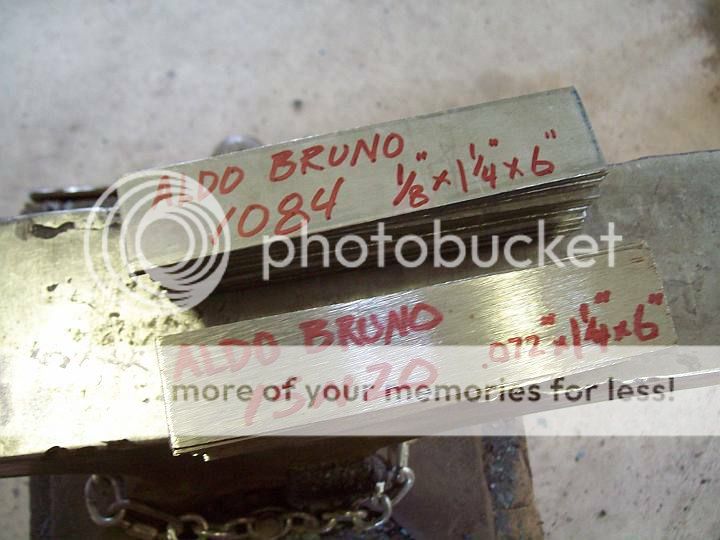 ALDO BRUNO
1084 1/8" x 1 1/4" x 6"
photobucket
ALDO BRUNO
15N20 .072" x 1 1/4" x 6"
more of your memories for less!